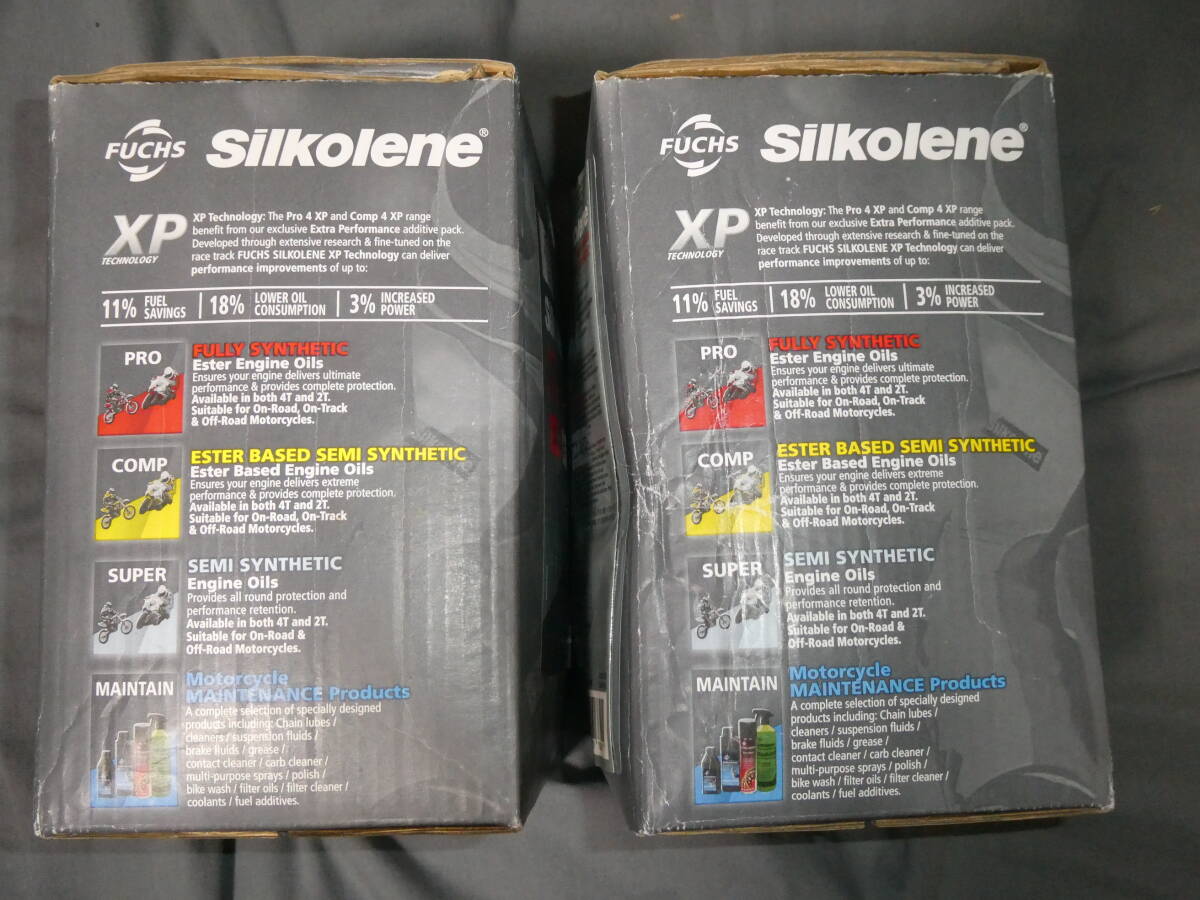 FUCHS Silkolene®
XP TECHNOLOGY
XP Technology: The Pro 4 XP and Comp 4 XP range
benefit from our exclusive Extra Performance additive pack.
Developed through extensive research & fine-tuned on the
race track FUCHS SILKOLENE XP Technology can deliver
performance improvements of up to:
11% FUEL SAVINGS | 18% LOWER OIL CONSUMPTION | 3% INCREASED POWER
PRO
FULLY SYNTHETIC
Ester Engine Oils
Ensures your engine delivers ultimate
performance & provides complete protection.
Available in both 4T and 2T.
Suitable for On-Road, On-Track
& Off-Road Motorcycles.
COMP
ESTER BASED SEMI SYNTHETIC
Ester Based Engine Oils
Ensures your engine delivers extreme
performance & provides complete protection.
Available in both 4T and 2T.
Suitable for On-Road, On-Track
& Off-Road Motorcycles.
SUPER
SEMI SYNTHETIC
Engine Oils
Provides all round protection and
performance retention.
Available in both 4T and 2T.
Suitable for On-Road &
Off-Road Motorcycles.
MAINTAIN
Motorcycle
MAINTENANCE Products
A complete selection of specially designed
products including: Chain lubes /
cleaners / suspension fluids /
brake fluids / grease /
contact cleaner / carb cleaner /
multi-purpose sprays / polish /
bike wash / filter oils / filter cleaner /
coolants / fuel additives.
FUCHS Silkolene®
XP TECHNOLOGY
XP Technology: The Pro 4 XP and Comp 4 XP range
benefit from our exclusive Extra Performance additive pack.
Developed through extensive research & fine-tuned on the
race track FUCHS SILKOLENE XP Technology can deliver
performance improvements of up to:
11% FUEL SAVINGS | 18% LOWER OIL CONSUMPTION | 3% INCREASED POWER
PRO
FULLY SYNTHETIC
Ester Engine Oils
Ensures your engine delivers ultimate
performance & provides complete protection.
Available in both 4T and 2T.
Suitable for On-Road, On-Track
& Off-Road Motorcycles.
COMP
ESTER BASED SEMI SYNTHETIC
Ester Based Engine Oils
Ensures your engine delivers extreme
performance & provides complete protection.
Available in both 4T and 2T.
Suitable for On-Road, On-Track
& Off-Road Motorcycles.
SUPER
SEMI SYNTHETIC
Engine Oils
Provides all round protection and
performance retention.
Available in both 4T and 2T.
Suitable for On-Road &
Off-Road Motorcycles.
MAINTAIN
Motorcycle
MAINTENANCE Products
A complete selection of specially designed
products including: Chain lubes /
cleaners / suspension fluids /
brake fluids / grease /
contact cleaner / carb cleaner /
multi-purpose sprays / polish /
bike wash / filter oils / filter cleaner /
coolants / fuel additives.